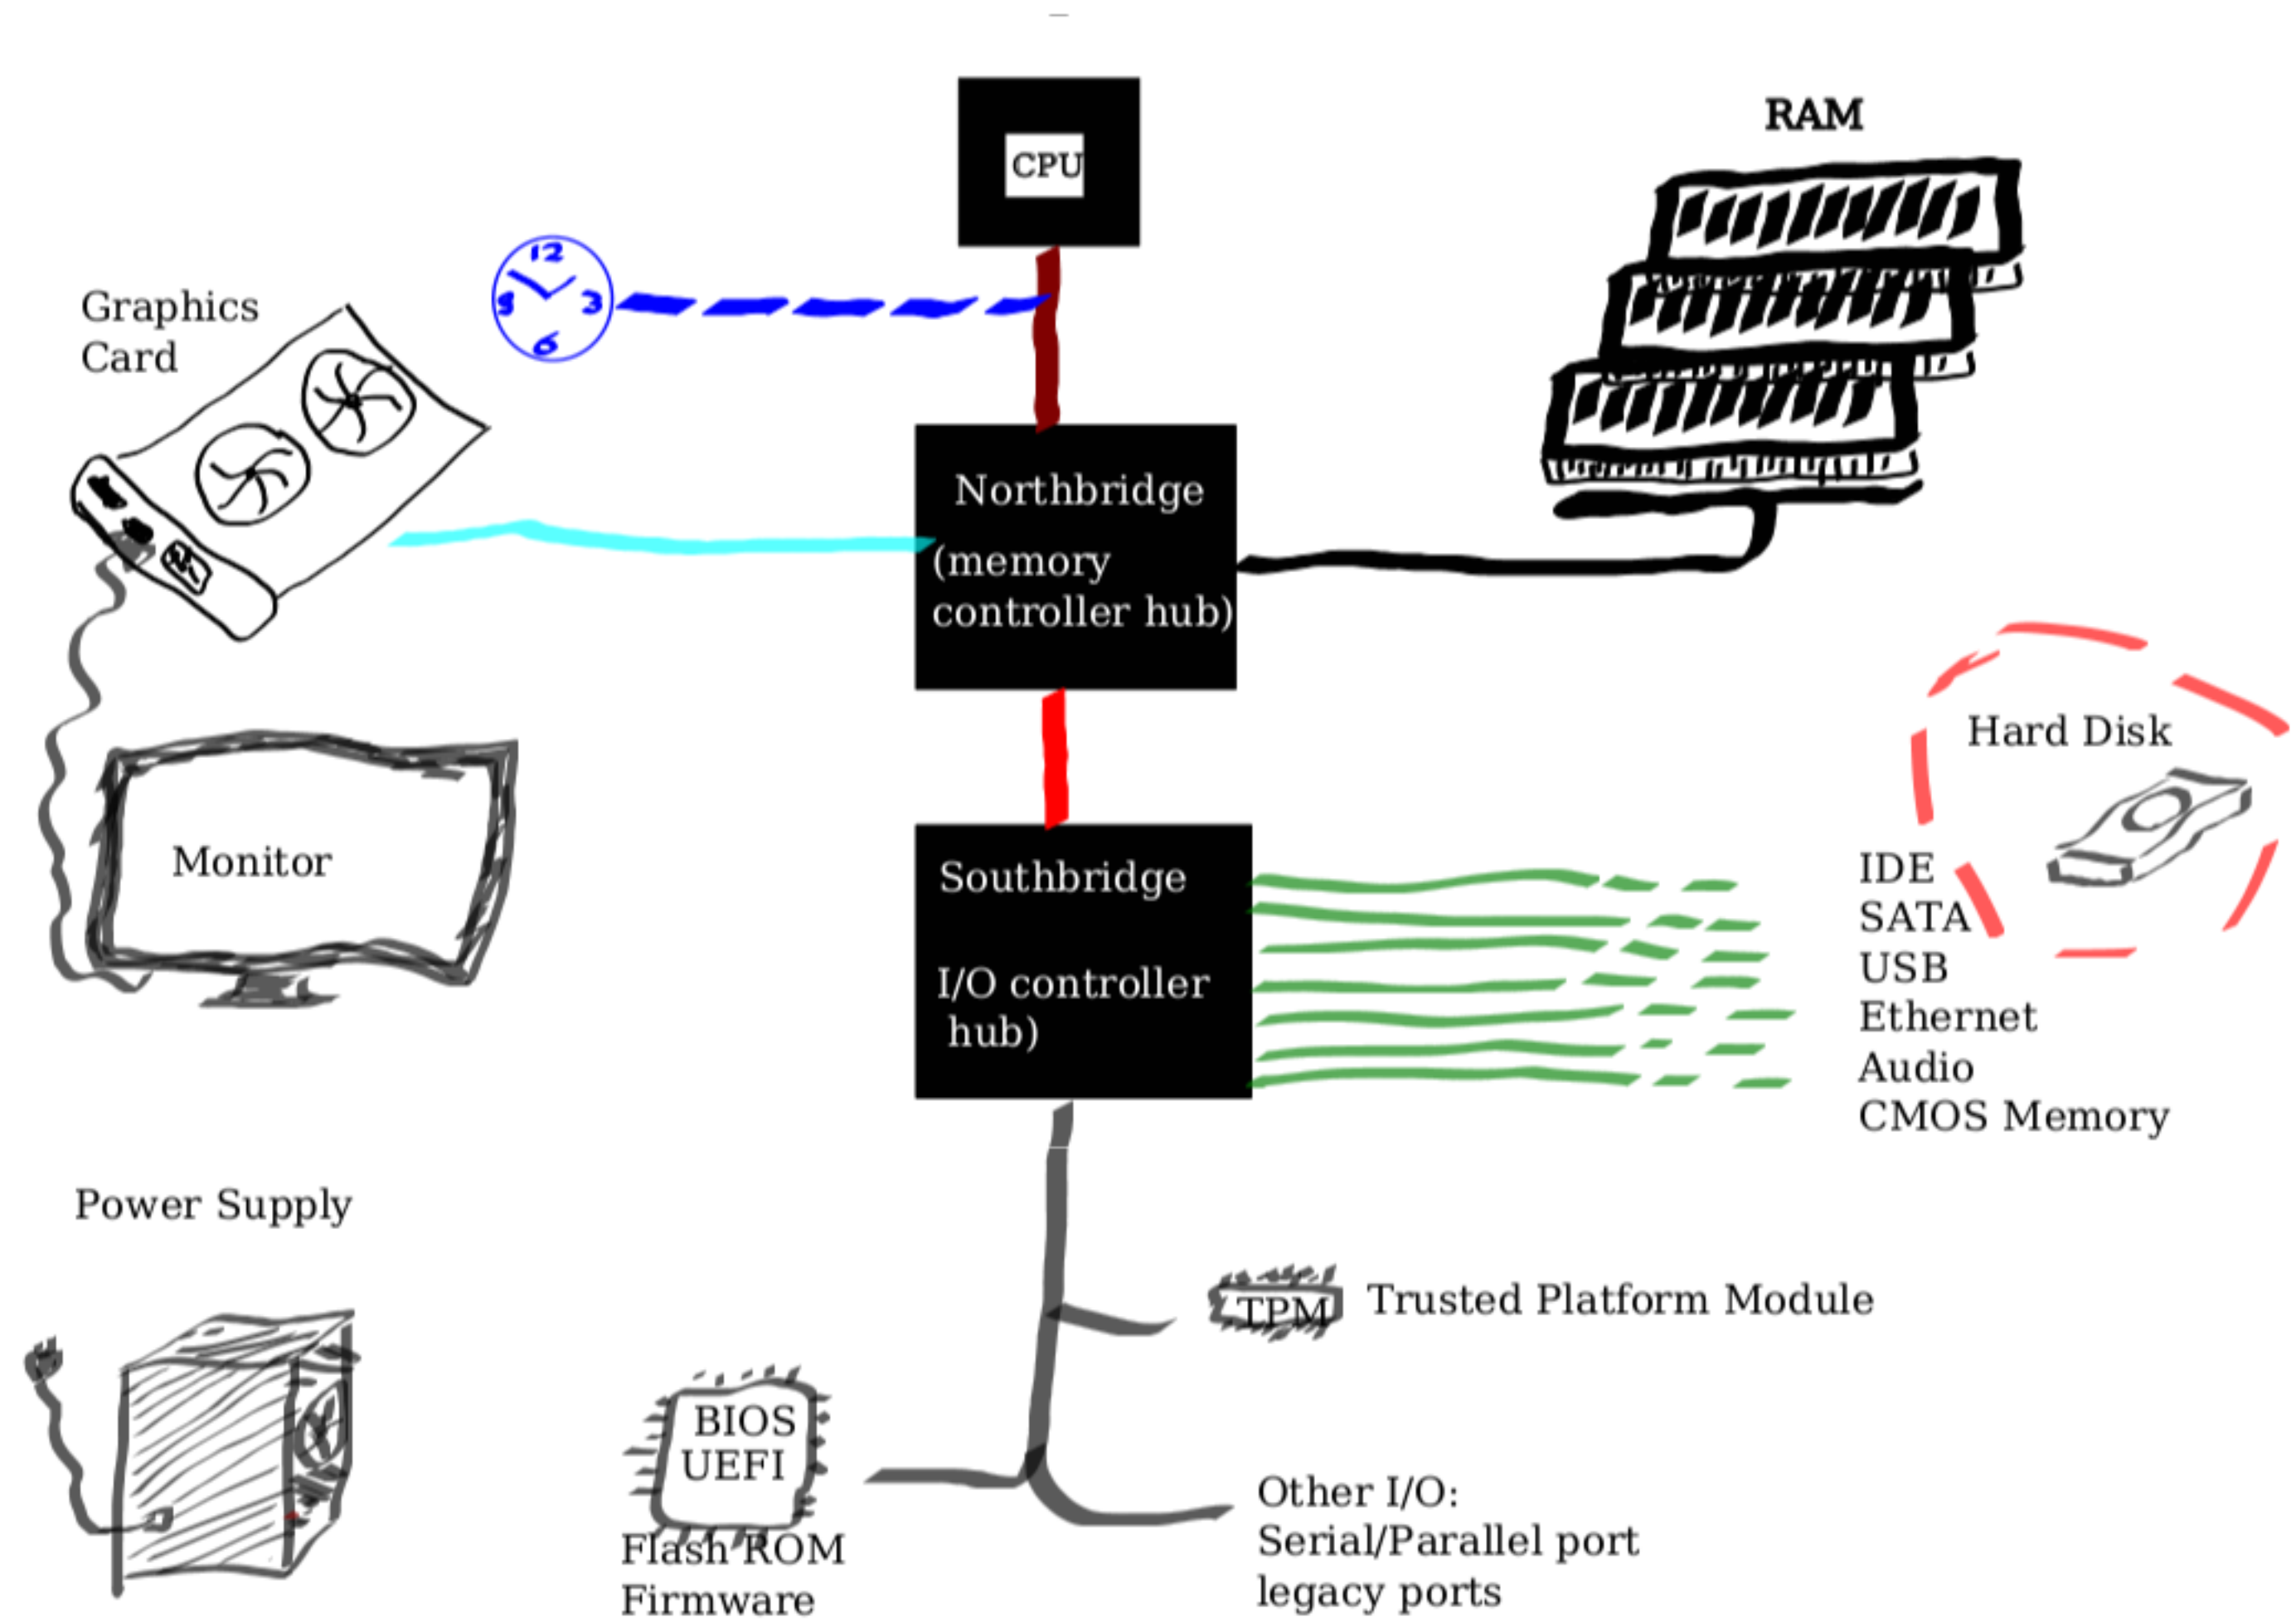 CPU
RAM
12
9
3
6
Graphics
Card
Northbridge
(memory
controller hub)
Hard Disk
Monitor
Southbridge
I/O controller
hub)
IDE
SATA
USB
Ethernet
Audio
CMOS Memory
Power Supply
TPM
Trusted Platform Module
BIOS
UEFI
Flash ROM
Firmware
Other I/O:
Serial/Parallel port
legacy ports